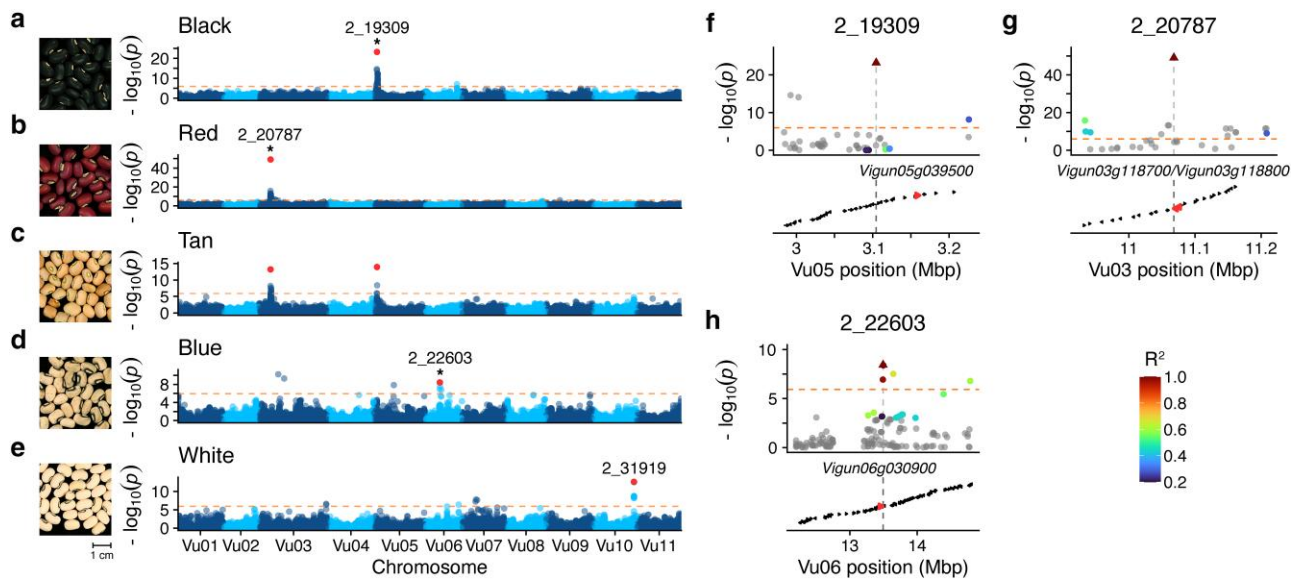 a
Black
2_19309
*
- log10(p)
20
10
0
b
Red
2_20787
*
- log10(p)
40
20
0
c
Tan
- log10(p)
15
10
5
0
d
Blue
2_22603
*
- log10(p)
8
4
0
e
White
2_31919
- log10(p)
10
5
0
1 cm
Vu01 Vu02 Vu03 Vu04 Vu05 Vu06 Vu07 Vu08 Vu09 Vu10 Vu11
Chromosome
f
2_19309
- log10(p)
20
10
0
Vigun05g039500
3 3.1 3.2
Vu05 position (Mbp)
g
2_20787
- log10(p)
40
20
0
Vigun03g118700/Vigun03g118800
11 11.1 11.2
Vu03 position (Mbp)
h
2_22603
- log10(p)
10
5
0
Vigun06g030900
13 14
Vu06 position (Mbp)
R²
1.0
0.8
0.6
0.4
0.2